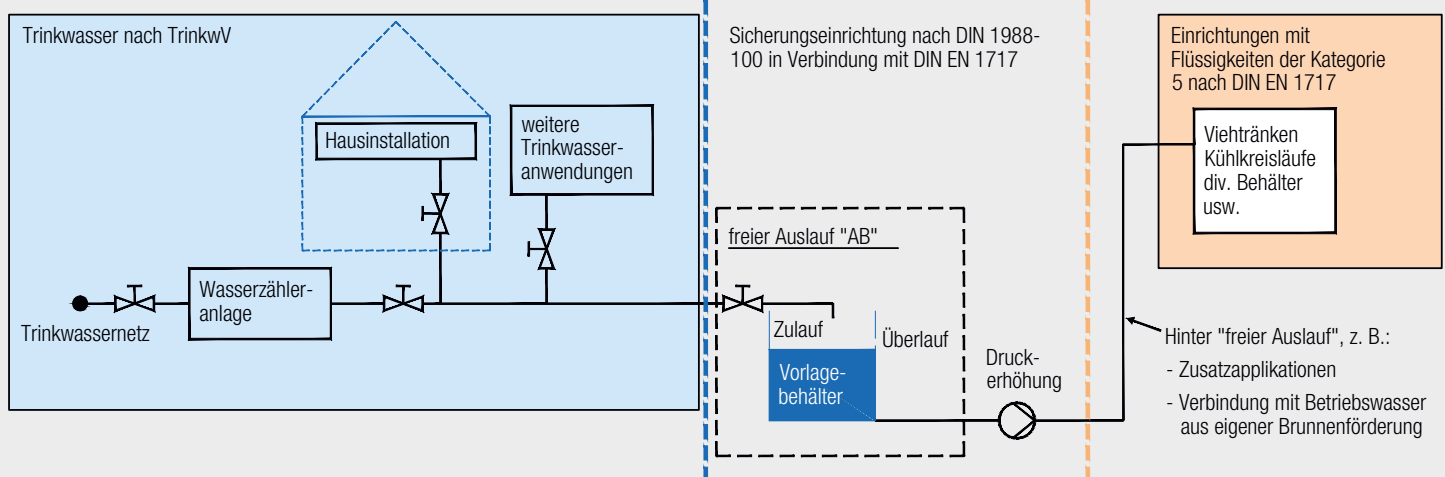 Trinkwasser nach TrinkwV
Hausinstallation
weitere
Trinkwasser-
anwendungen
Wasserzähler-
anlage
Trinkwassernetz
Sicherungseinrichtung nach DIN 1988-
100 in Verbindung mit DIN EN 1717
freier Auslauf "AB"
Zulauf
Überlauf
Vorlage-
behälter
Druck-
erhöhung
Einrichtungen mit
Flüssigkeiten der Kategorie
5 nach DIN EN 1717
Viehtränken
Kühlkreisläufe
div. Behälter
usw.
Hinter "freier Auslauf", z. B.:
- Zusatzapplikationen
- Verbindung mit Betriebswasser
aus eigener Brunnenförderung